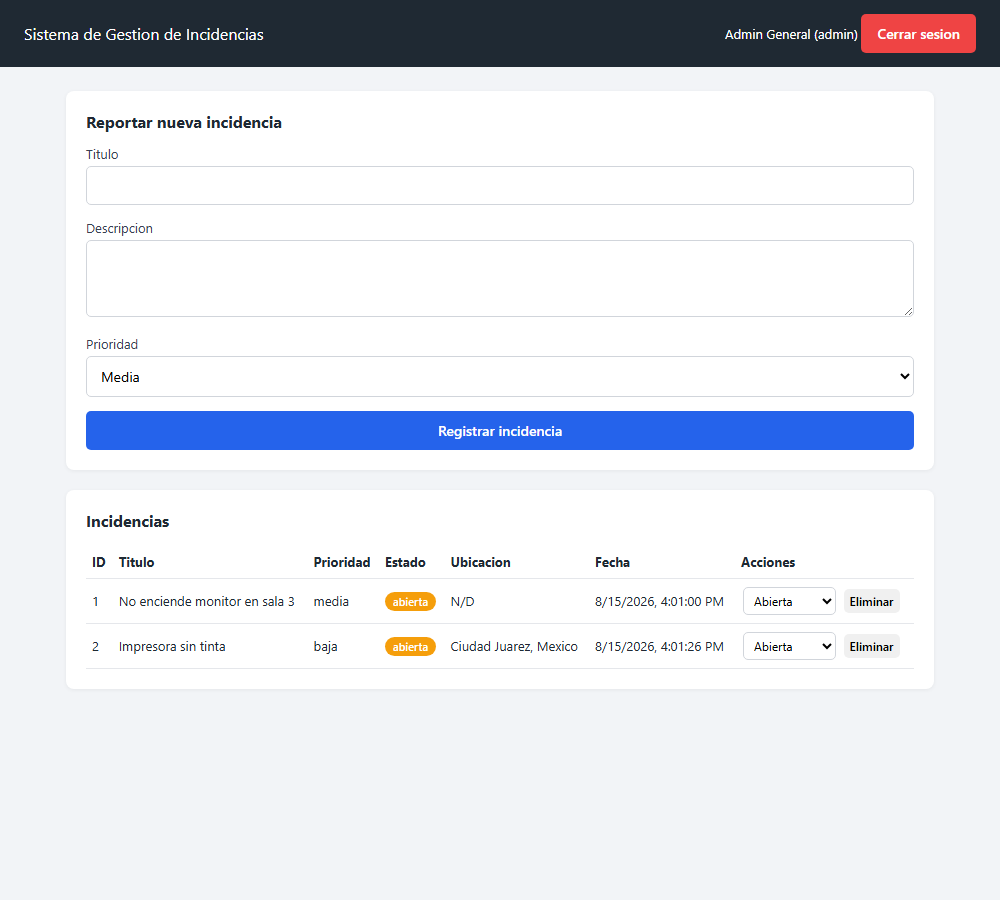 Sistema de Gestion de Incidencias Admin General (admin) Cerrar sesion
Reportar nueva incidencia
Titulo
Descripcion
Prioridad
Media
Registrar incidencia
Incidencias
ID Titulo Prioridad Estado Ubicacion Fecha Acciones
1 No enciende monitor en sala 3 media abierta N/D 8/15/2026, 4:01:00 PM Abierta Eliminar
2 Impresora sin tinta baja abierta Ciudad Juarez, Mexico 8/15/2026, 4:01:26 PM Abierta Eliminar